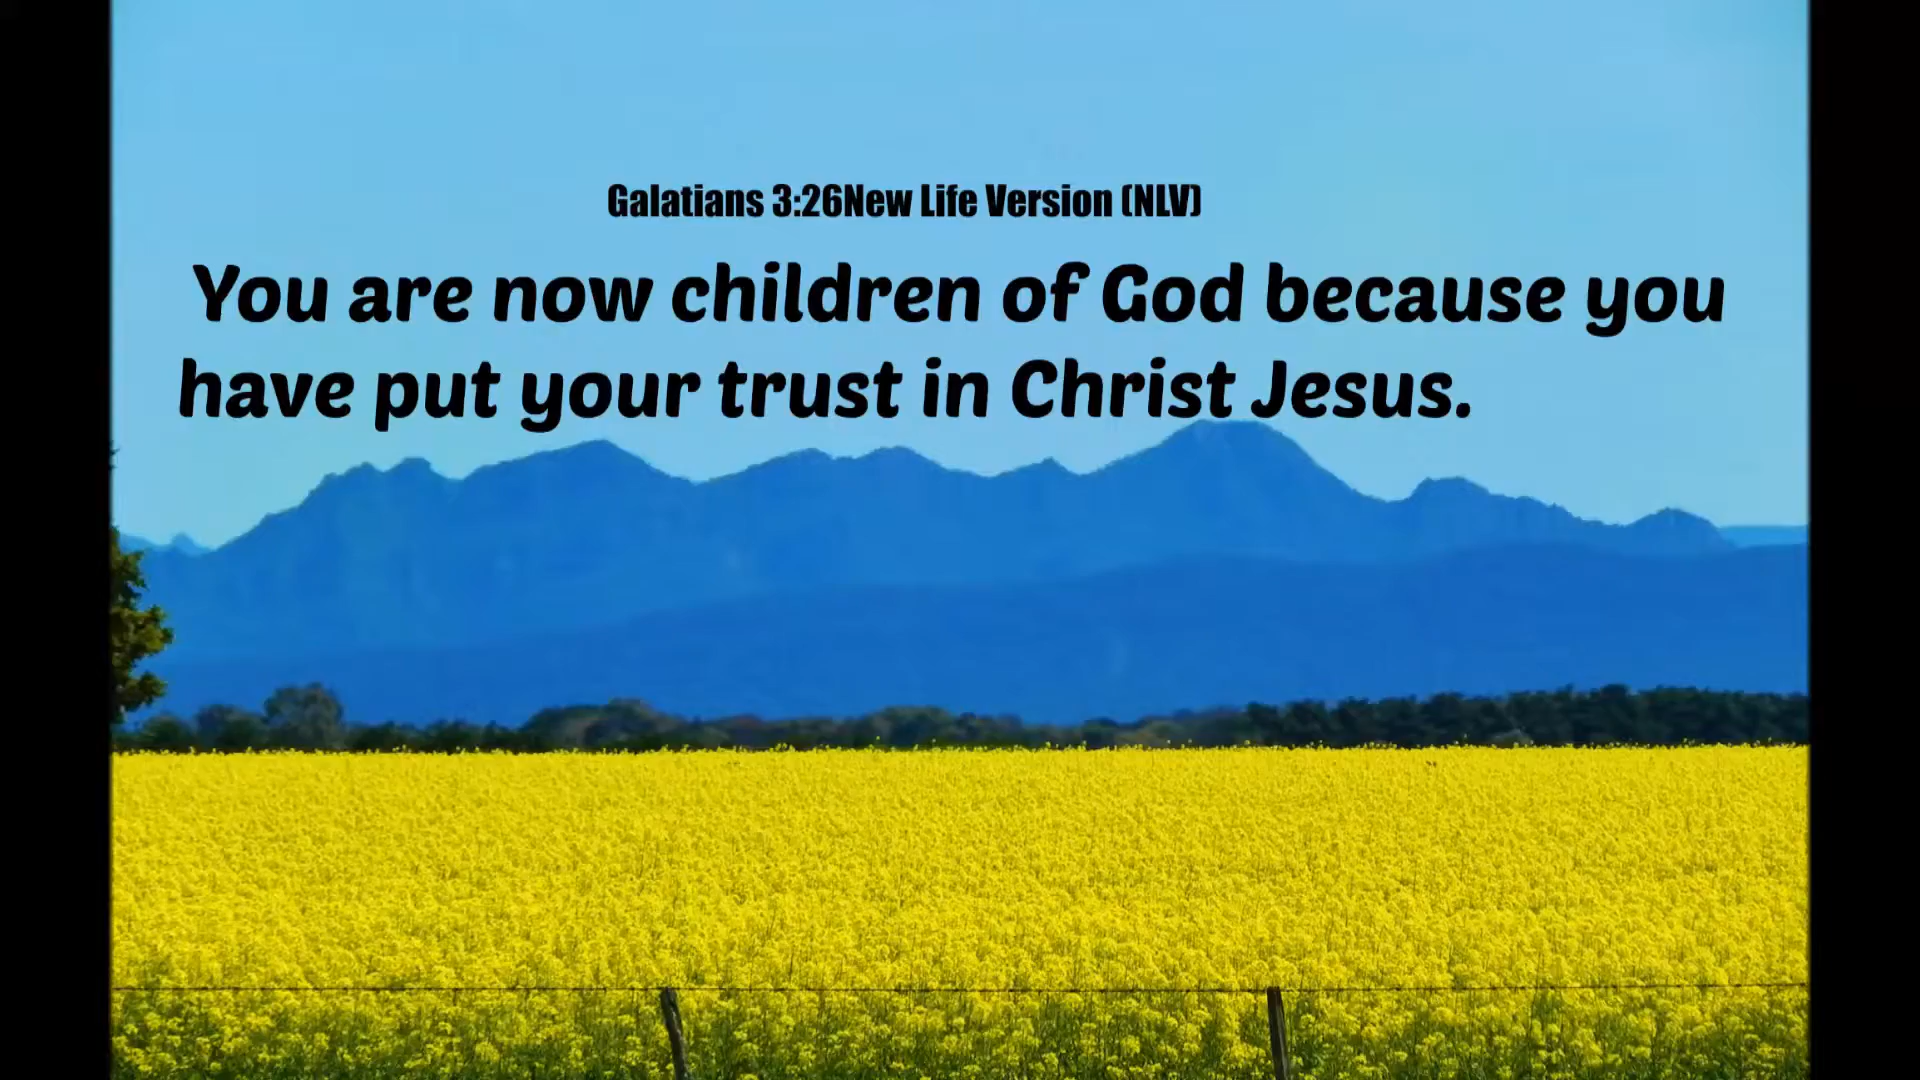 Galatians 3:26New Life Version (NLV)
You are now children of God because you
have put your trust in Christ Jesus.